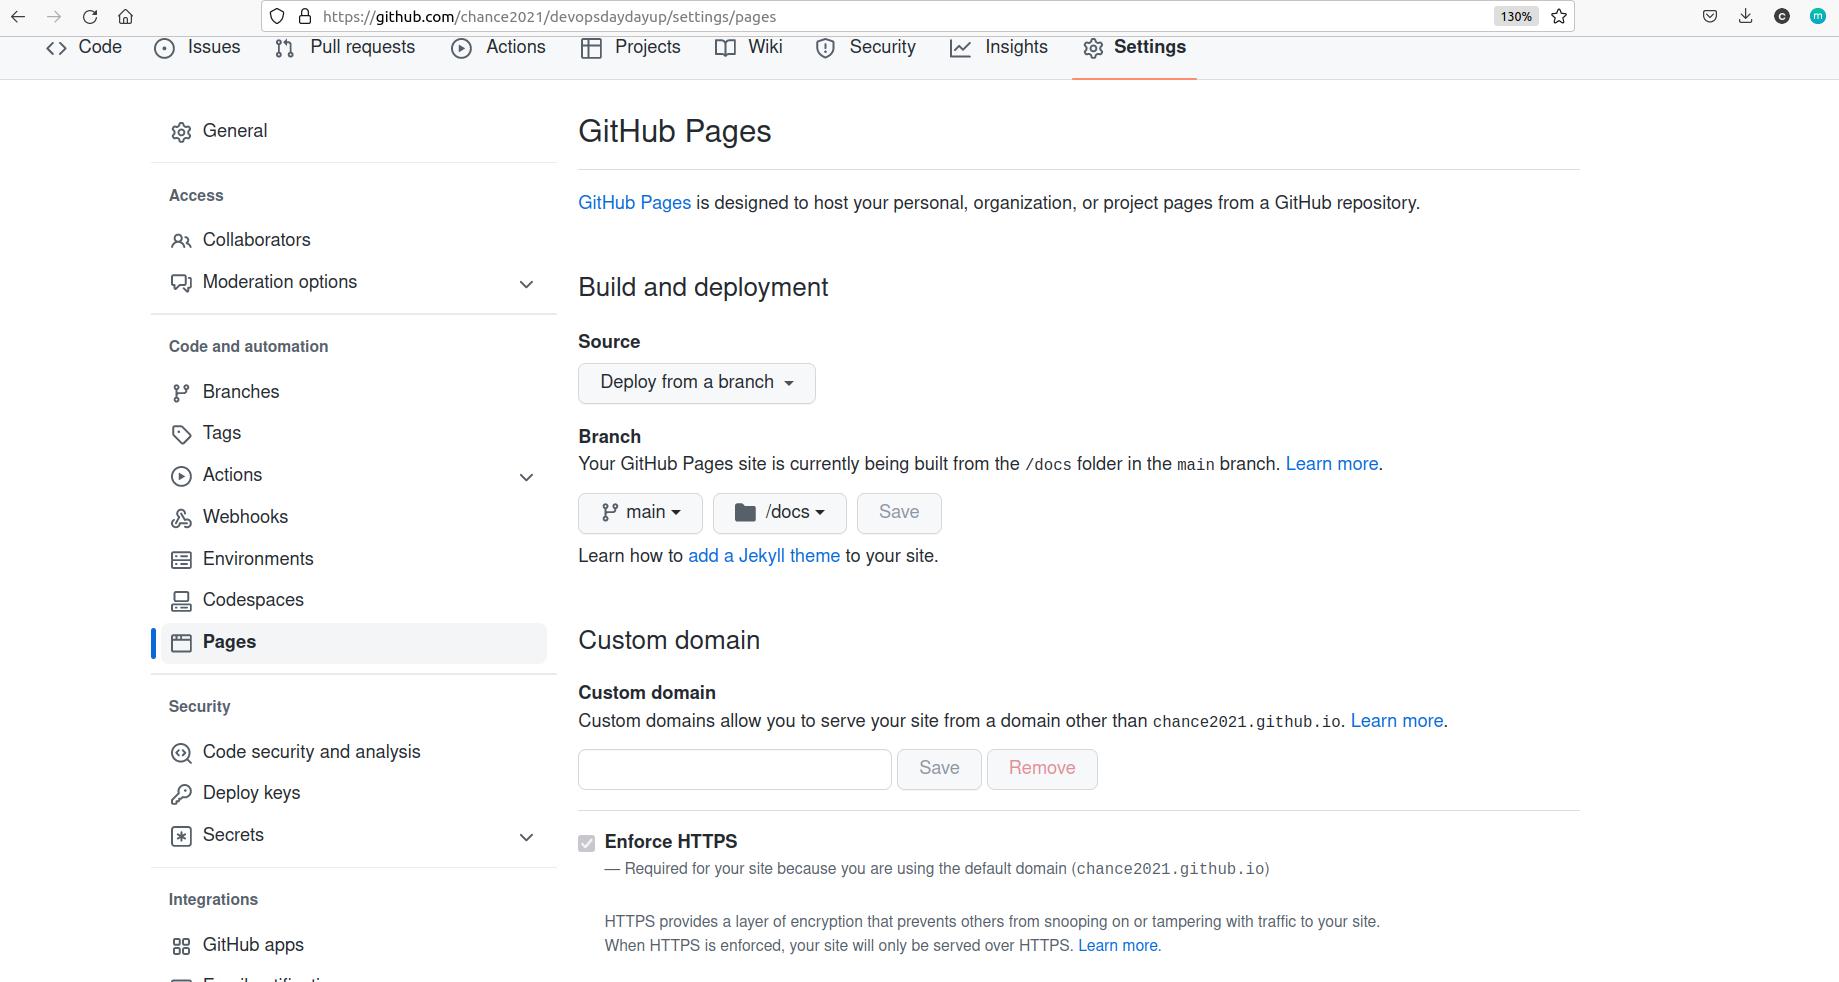 https://github.com/chance2021/devopsdaydayup/settings/pages
130%
C
m
Code
Issues
Pull requests
Actions
Projects
Wiki
Security
Insights
Settings
General
Access
Collaborators
Moderation options
Code and automation
Branches
Tags
Actions
Webhooks
Environments
Codespaces
Pages
Security
Code security and analysis
Deploy keys
Secrets
Integrations
GitHub apps
GitHub Pages
GitHub Pages is designed to host your personal, organization, or project pages from a GitHub repository.
Build and deployment
Source
Deploy from a branch
Branch
Your GitHub Pages site is currently being built from the /docs folder in the main branch. Learn more.
main
/docs
Save
Learn how to add a Jekyll theme to your site.
Custom domain
Custom domain
Custom domains allow you to serve your site from a domain other than chance2021.github.io. Learn more.
Save
Remove
Enforce HTTPS
— Required for your site because you are using the default domain (chance2021.github.io)
HTTPS provides a layer of encryption that prevents others from snooping on or tampering with traffic to your site.
When HTTPS is enforced, your site will only be served over HTTPS. Learn more.